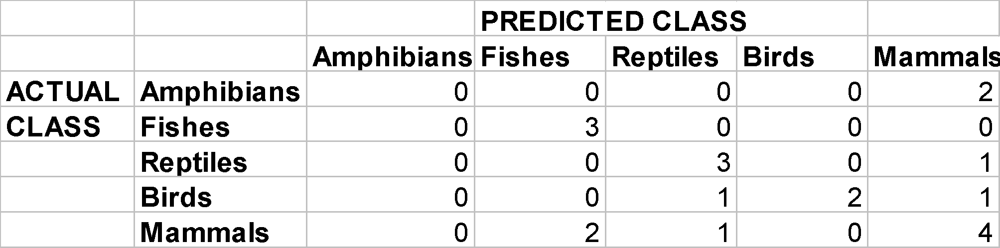 PREDICTED CLASS
Amphibians Fishes Reptiles Birds Mammals
ACTUAL Amphibians 0 0 0 0 2
CLASS Fishes 0 3 0 0 0
Reptiles 0 0 3 0 1
Birds 0 0 1 2 1
Mammals 0 2 1 0 4